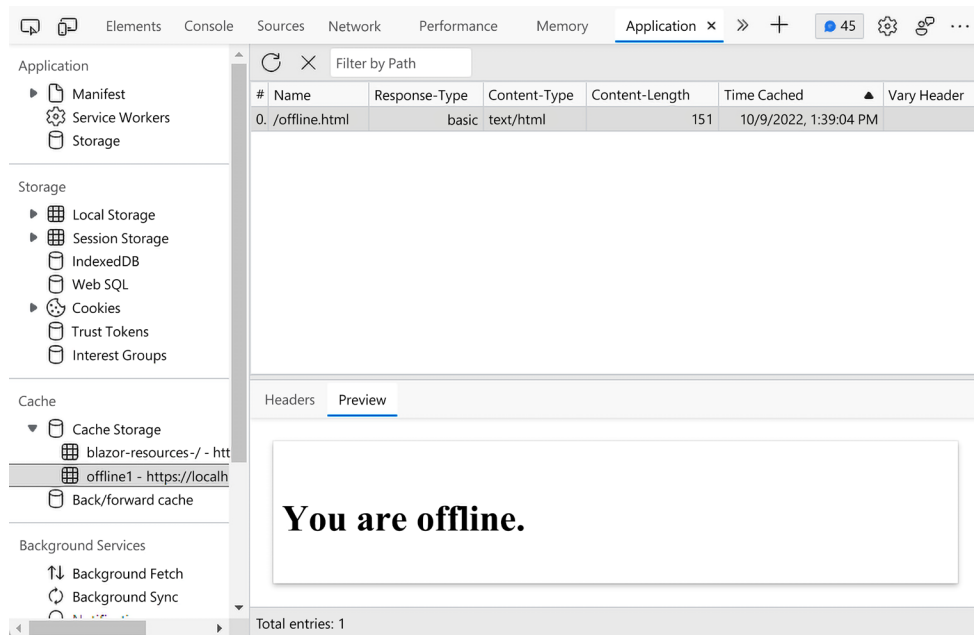 Elements Console Sources Network Performance Memory Application × » + 45 ...
Application
Manifest
Service Workers
Storage
Storage
Local Storage
Session Storage
IndexedDB
Web SQL
Cookies
Trust Tokens
Interest Groups
Cache
Cache Storage
blazor-resources-/ - htt
offline1 - https://localh
Back/forward cache
Background Services
Background Fetch
Background Sync
Filter by Path
# Name Response-Type Content-Type Content-Length Time Cached Vary Header
0. /offline.html basic text/html 151 10/9/2022, 1:39:04 PM
Headers Preview
You are offline.
Total entries: 1